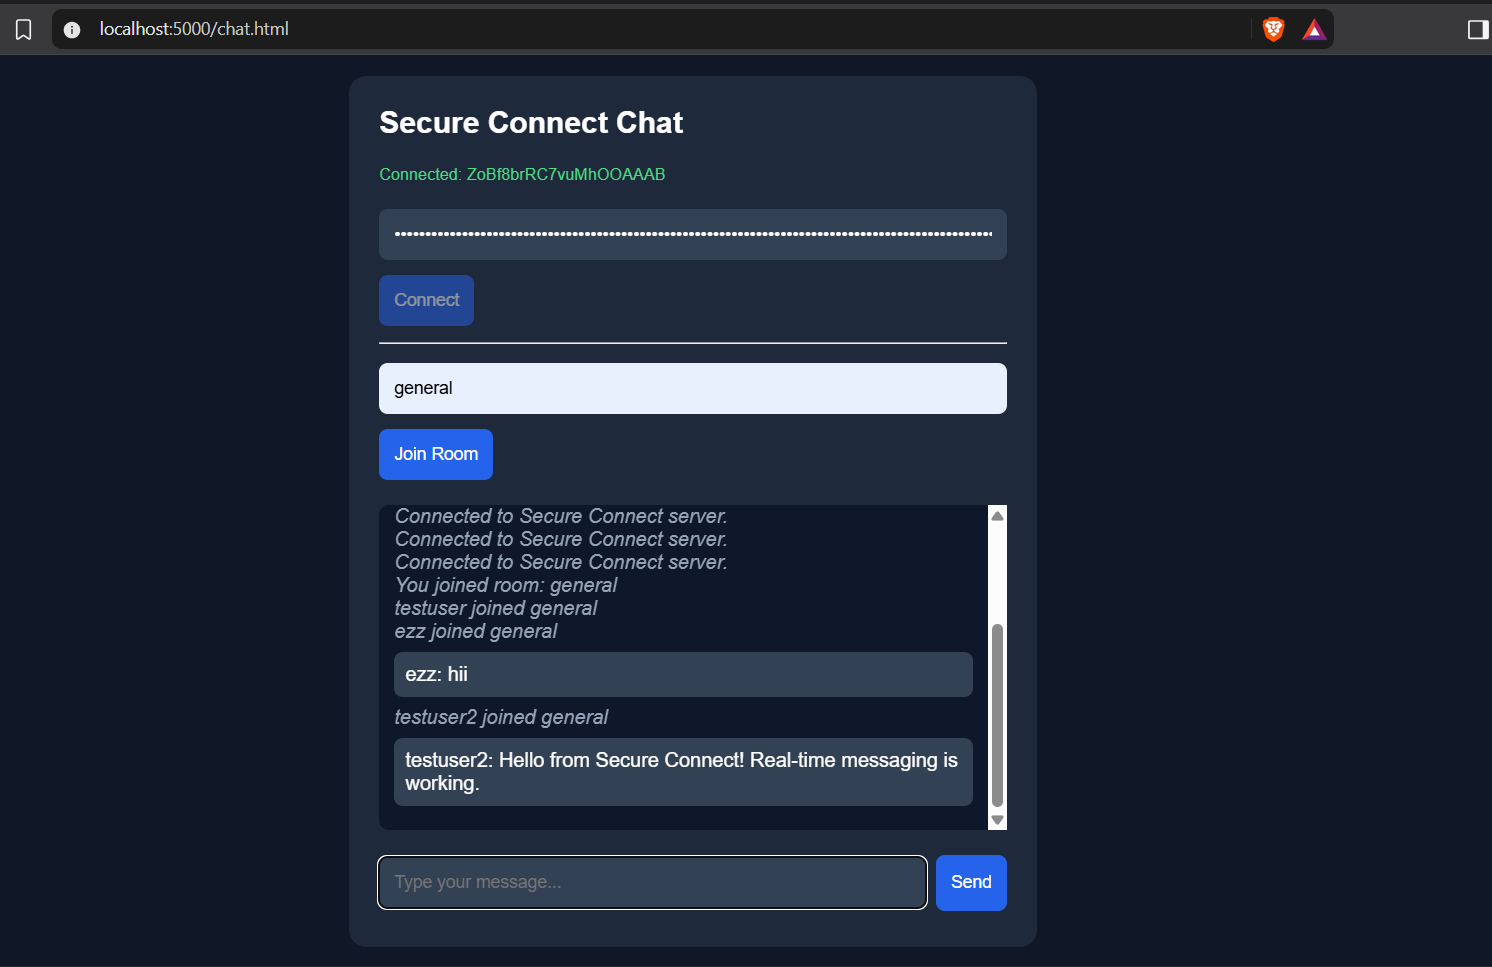 localhost:5000/chat.html
Secure Connect Chat
Connected: ZoBf8brRC7vuMhOOAAAB
••••••••••••••••••••••••••••••••••••••••••••••••••••••••••••••••••••••••••••••••••••••••••••••••••••
Connect
general
Join Room
Connected to Secure Connect server.
Connected to Secure Connect server.
Connected to Secure Connect server.
You joined room: general
testuser joined general
ezz joined general
ezz: hii
testuser2 joined general
testuser2: Hello from Secure Connect! Real-time messaging is
working.
Type your message...
Send